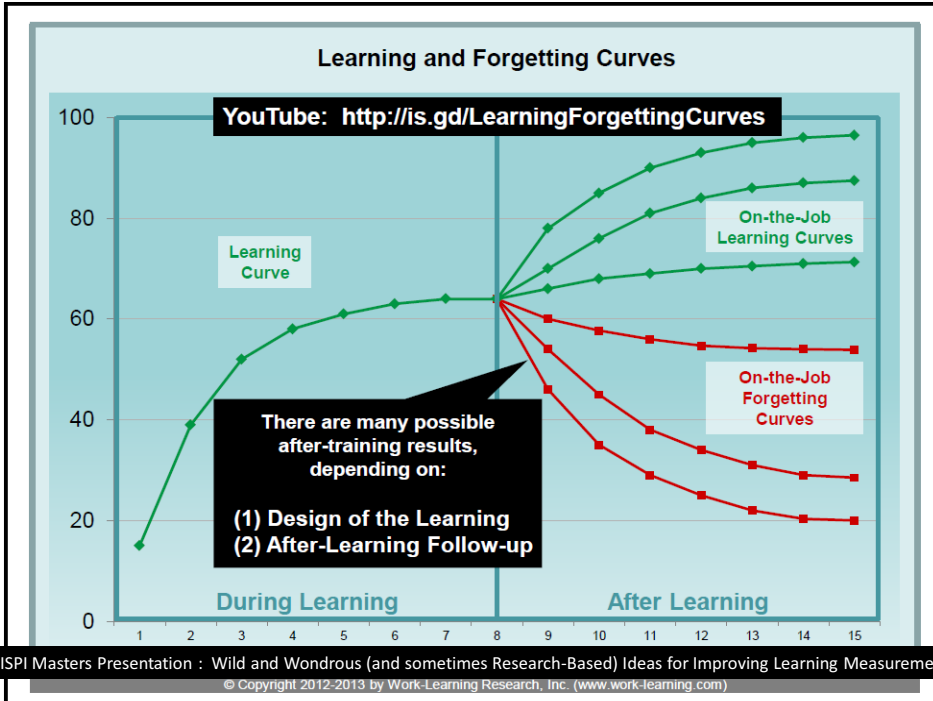 Learning and Forgetting Curves
YouTube: http://is.gd/LearningForgettingCurves
100
80
60
40
20
0
Learning
Curve
On-the-Job
Learning Curves
On-the-Job
Forgetting
Curves
There are many possible
after-training results,
depending on:
(1) Design of the Learning
(2) After-Learning Follow-up
During Learning
After Learning
1 2 3 4 5 6 7 8 9 10 11 12 13 14 15
ISPI Masters Presentation : Wild and Wondrous (and sometimes Research-Based) Ideas for Improving Learning Measureme
© Copyright 2012-2013 by Work-Learning Research, Inc. (www.work-learning.com)